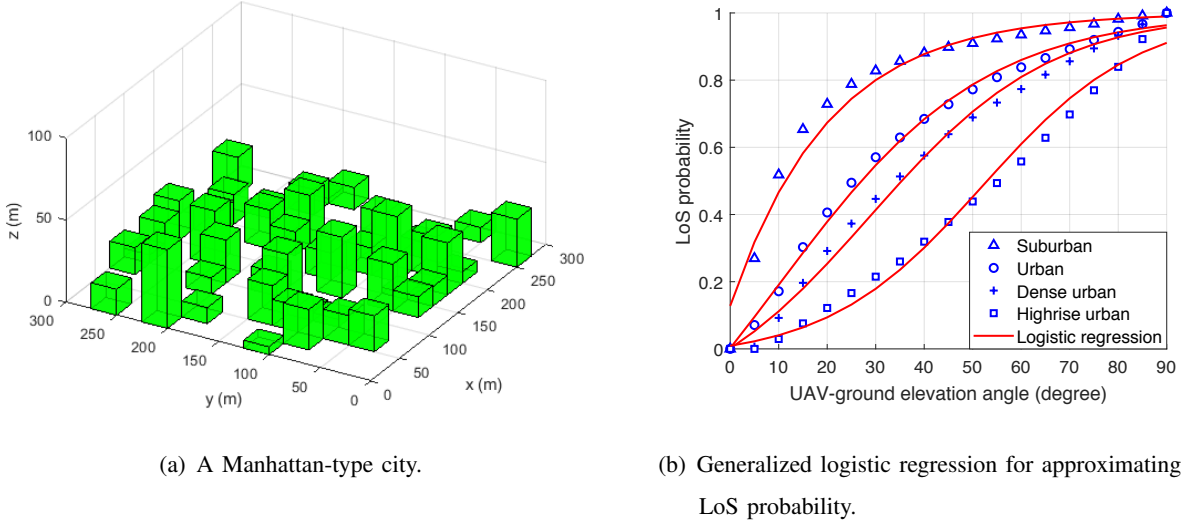 100
50
0
z (m)
300
250
200
150
100
50
0
y (m)
0
50
100
150
200
250
300
x (m)
(a) A Manhattan-type city.
1
0.8
0.6
0.4
0.2
0
LoS probability
0 10 20 30 40 50 60 70 80 90
UAV-ground elevation angle (degree)
Suburban
Urban
Dense urban
Highrise urban
Logistic regression
(b) Generalized logistic regression for approximating
LoS probability.